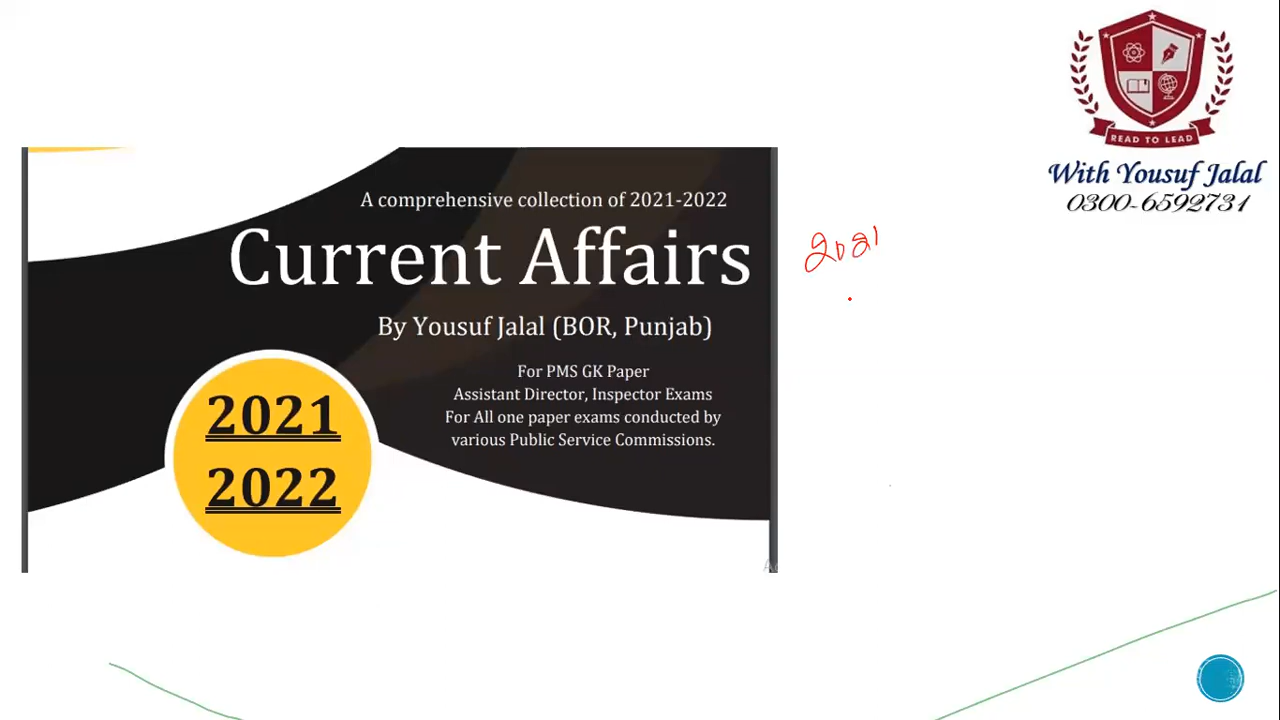 READ TO LEAD
With Yousuf Jalal
0300-6592731
A comprehensive collection of 2021-2022
Current Affairs
By Yousuf Jalal (BOR, Punjab)
For PMS GK Paper
Assistant Director, Inspector Exams
For All one paper exams conducted by
various Public Service Commissions.
2021
2022
2021